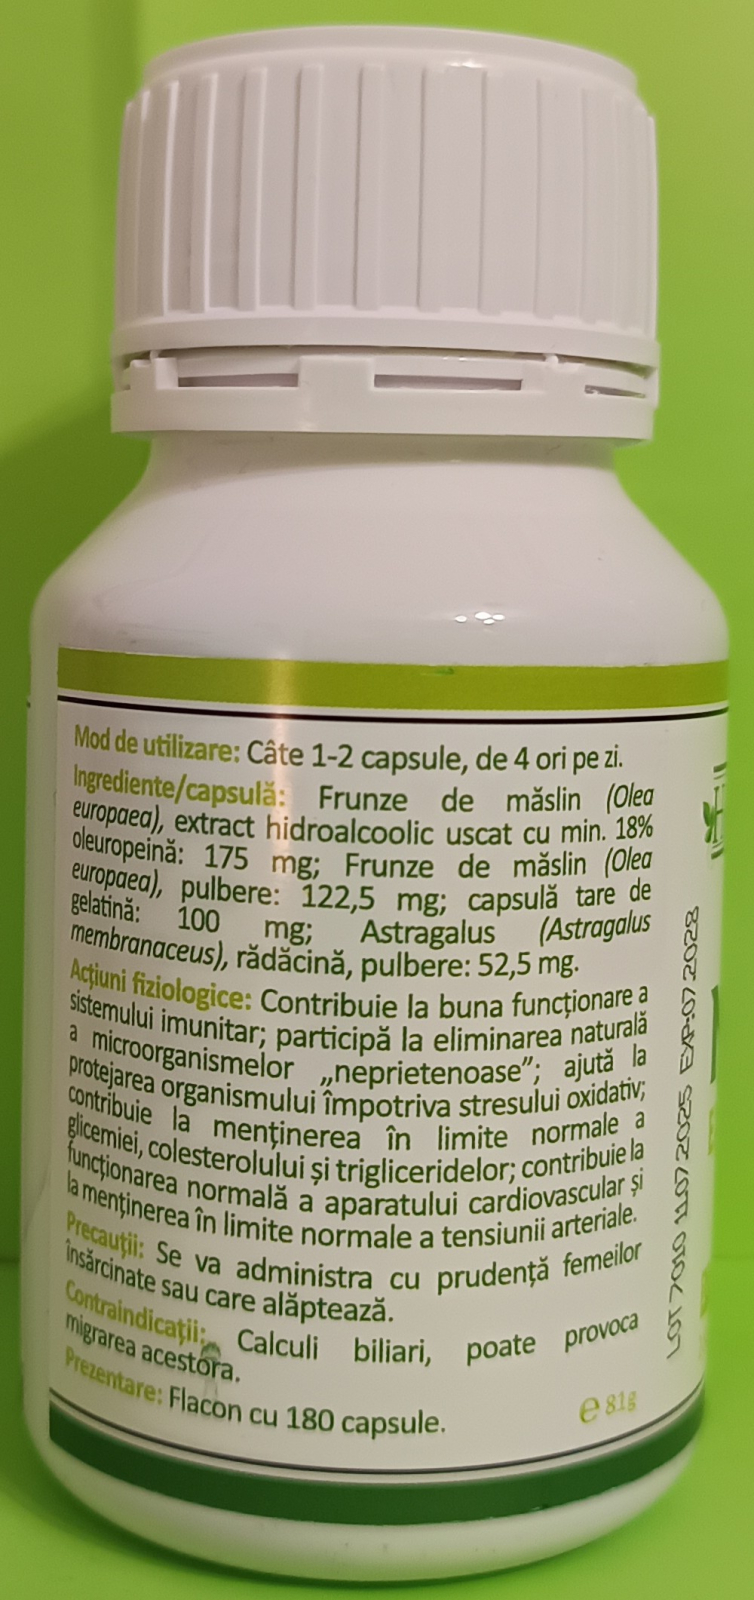 Mod de utilizare: Câte 1-2 capsule, de 4 ori pe zi.
Ingrediente/capsulă: Frunze de măslin (Olea
europaea), extract hidroalcoolic uscat cu min. 18%
oleuropeină: 175 mg; Frunze de măslin (Olea
europaea), pulbere: 122,5 mg; capsulă tare de
gelatină: 100 mg; Astragalus (Astragalus
membranaceus), rădăcină, pulbere: 52,5 mg.
Acțiuni fiziologice: Contribuie la buna funcționare a
sistemului imunitar; participă la eliminarea naturală
a microorganismelor „neprietenoase”; ajută la
protejarea organismului împotriva stresului oxidativ;
contribuie la menținerea în limite normale a
glicemiei, colesterolului și trigliceridelor; contribuie la
funcționarea normală a aparatului cardiovascular și
la menținerea în limite normale a tensiunii arteriale.
Precauții: Se va administra cu prudență femeilor
însărcinate sau care alăptează.
Contraindicații: Calculi biliari, poate provoca
migrarea acestora.
Prezentare: Flacon cu 180 capsule.
℮ 81g
LOT 7010 11.07.2025 EXP:07.2028